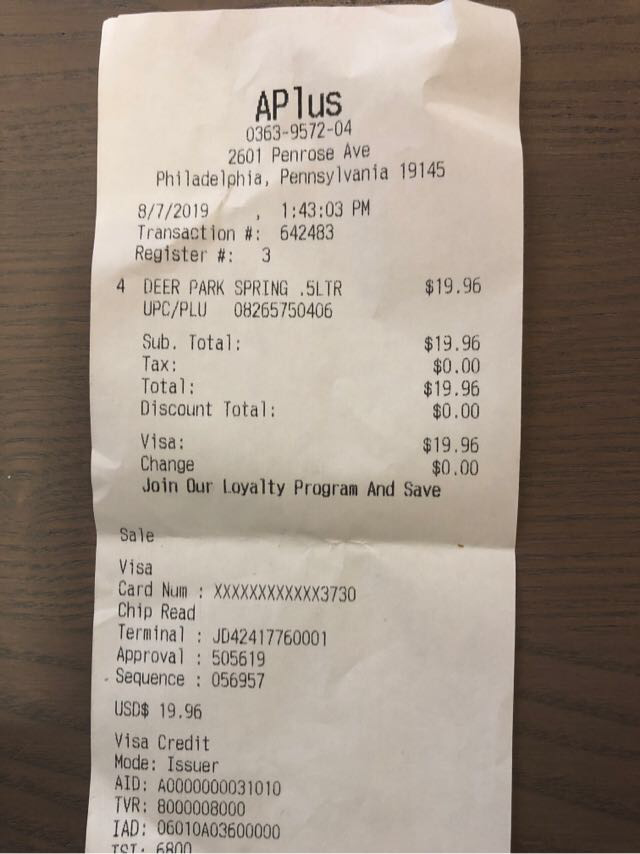 APlus
0363-9572-04
2601 Penrose Ave
Philadelphia, Pennsylvania 19145
8/7/2019 , 1:43:03 PM
Transaction #: 642483
Register #: 3
4 DEER PARK SPRING .5LTR $19.96
UPC/PLU 08265750406
Sub. Total: $19.96
Tax: $0.00
Total: $19.96
Discount Total: $0.00
Visa: $19.96
Change $0.00
Join Our Loyalty Program And Save
Sale
Visa
Card Num : XXXXXXXXXXXX3730
Chip Read
Terminal : JD42417760001
Approval : 505619
Sequence : 056957
USD$ 19.96
Visa Credit
Mode: Issuer
AID: A0000000031010
TVR: 8000008000
IAD: 06010A03600000
TSI: 6800